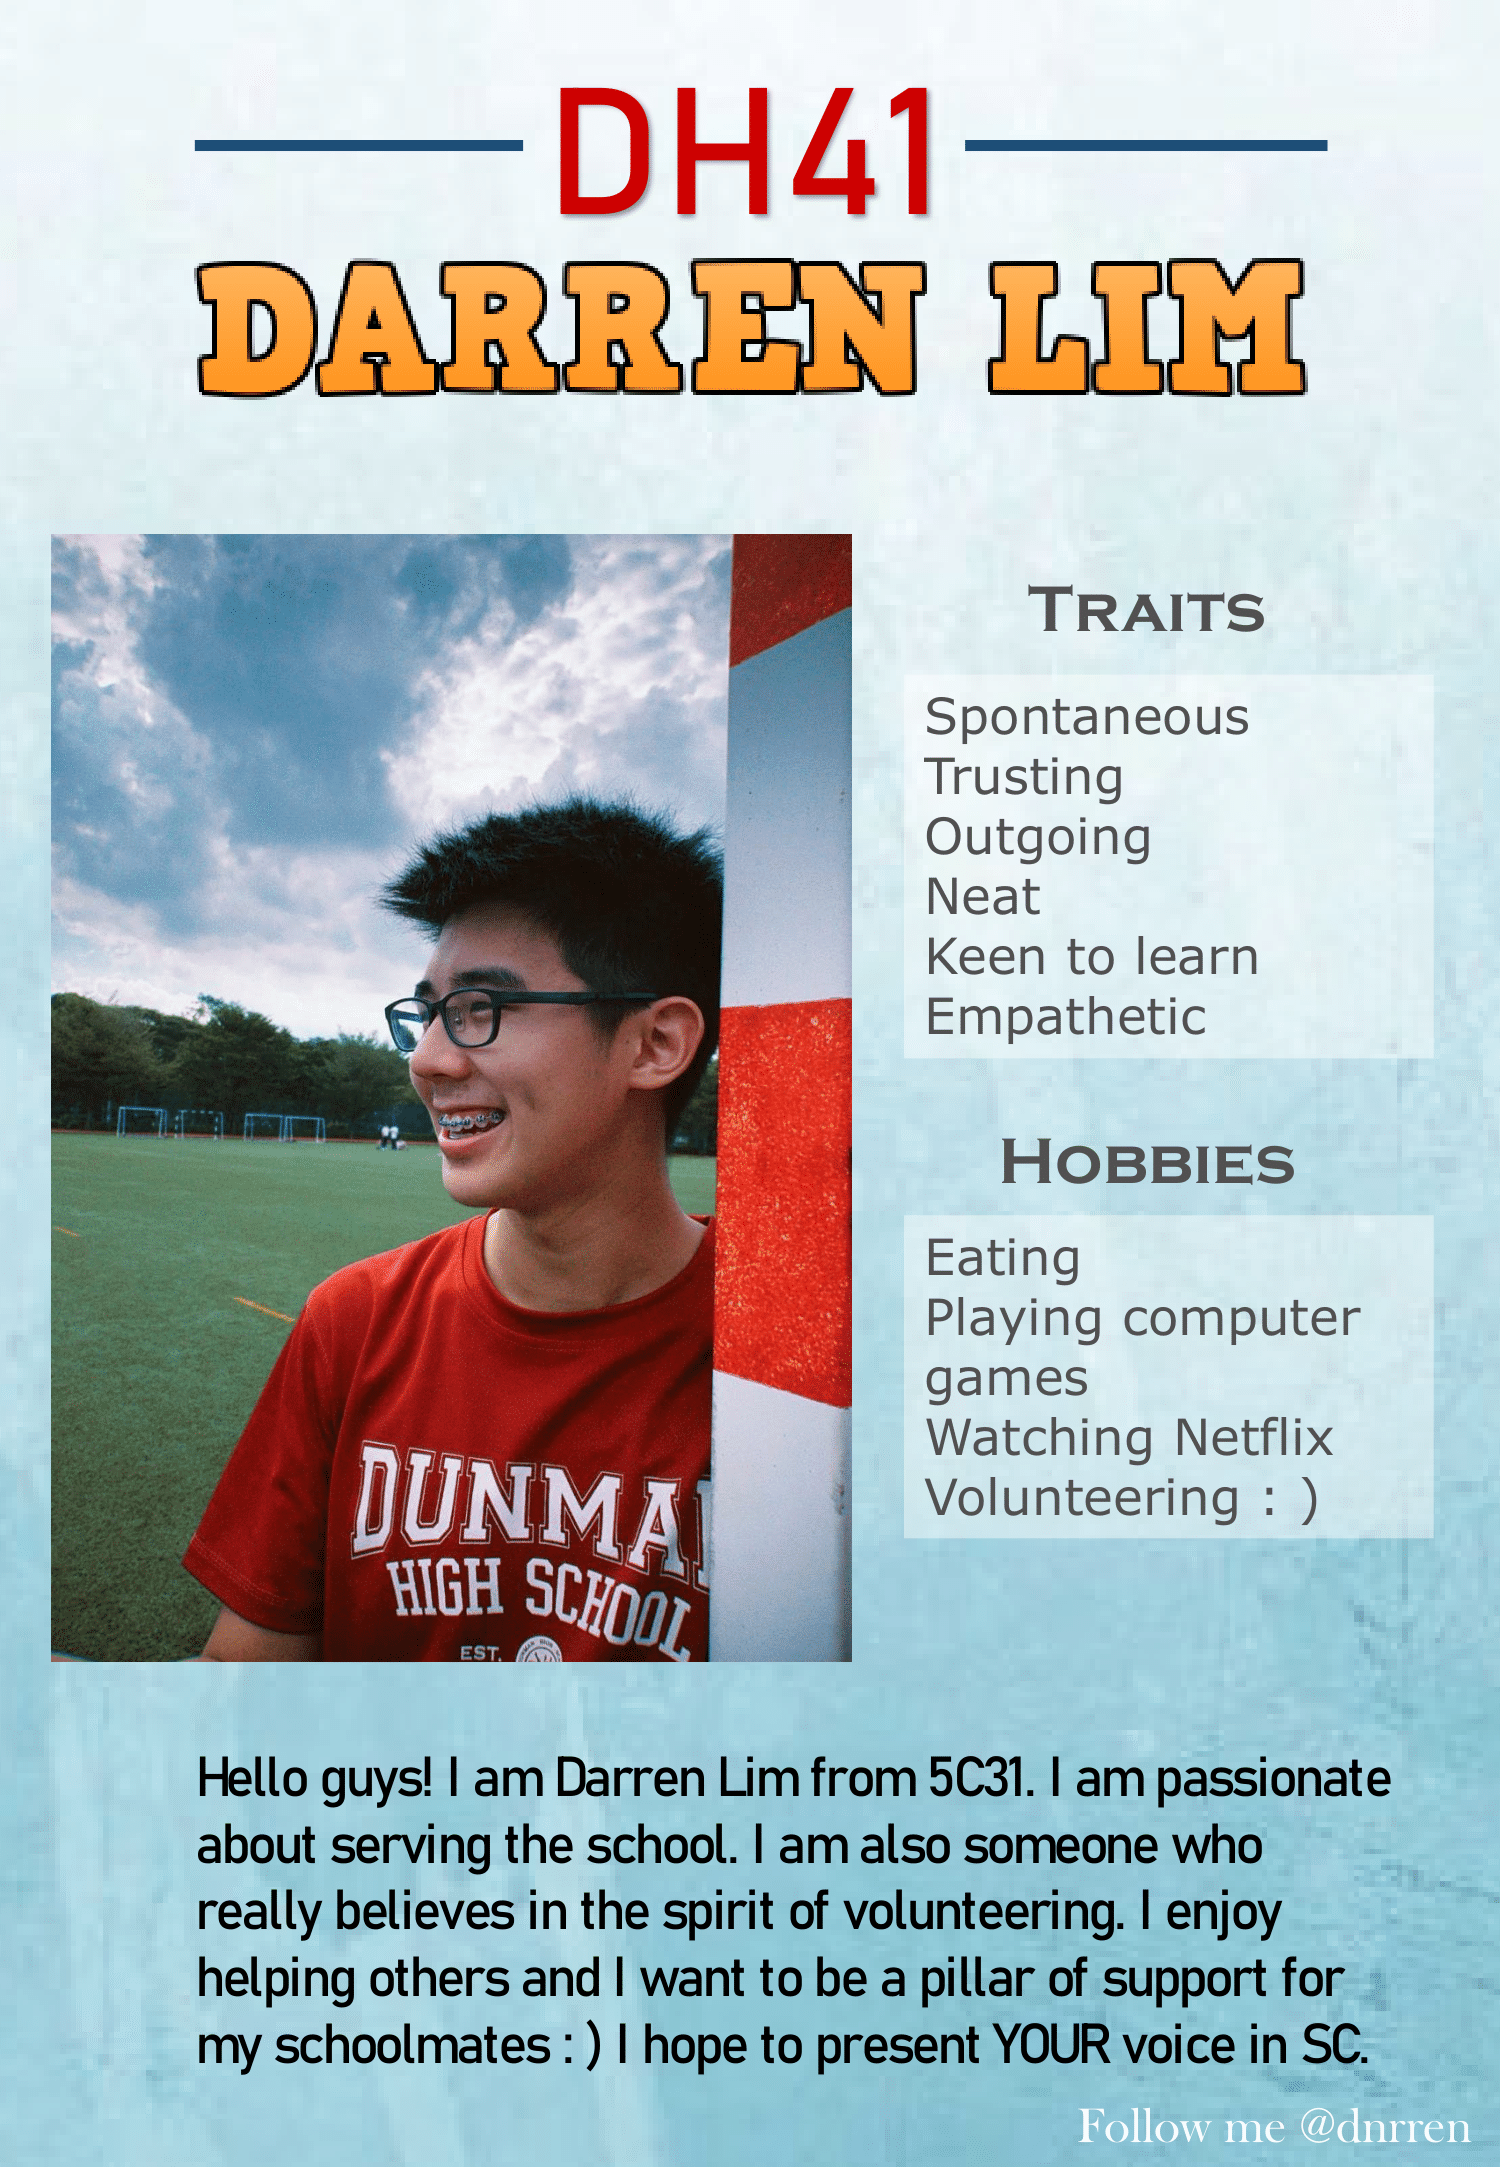 DH41
DARREN LIM
TRAITS
Spontaneous
Trusting
Outgoing
Neat
Keen to learn
Empathetic
HOBBIES
Eating
Playing computer
games
Watching Netflix
Volunteering : )
DUNMA
HIGH SCHOOL
EST.
Hello guys! I am Darren Lim from 5C31. I am passionate
about serving the school. I am also someone who
really believes in the spirit of volunteering. I enjoy
helping others and I want to be a pillar of support for
my schoolmates : ) I hope to present YOUR voice in SC.
Follow me @dnrren